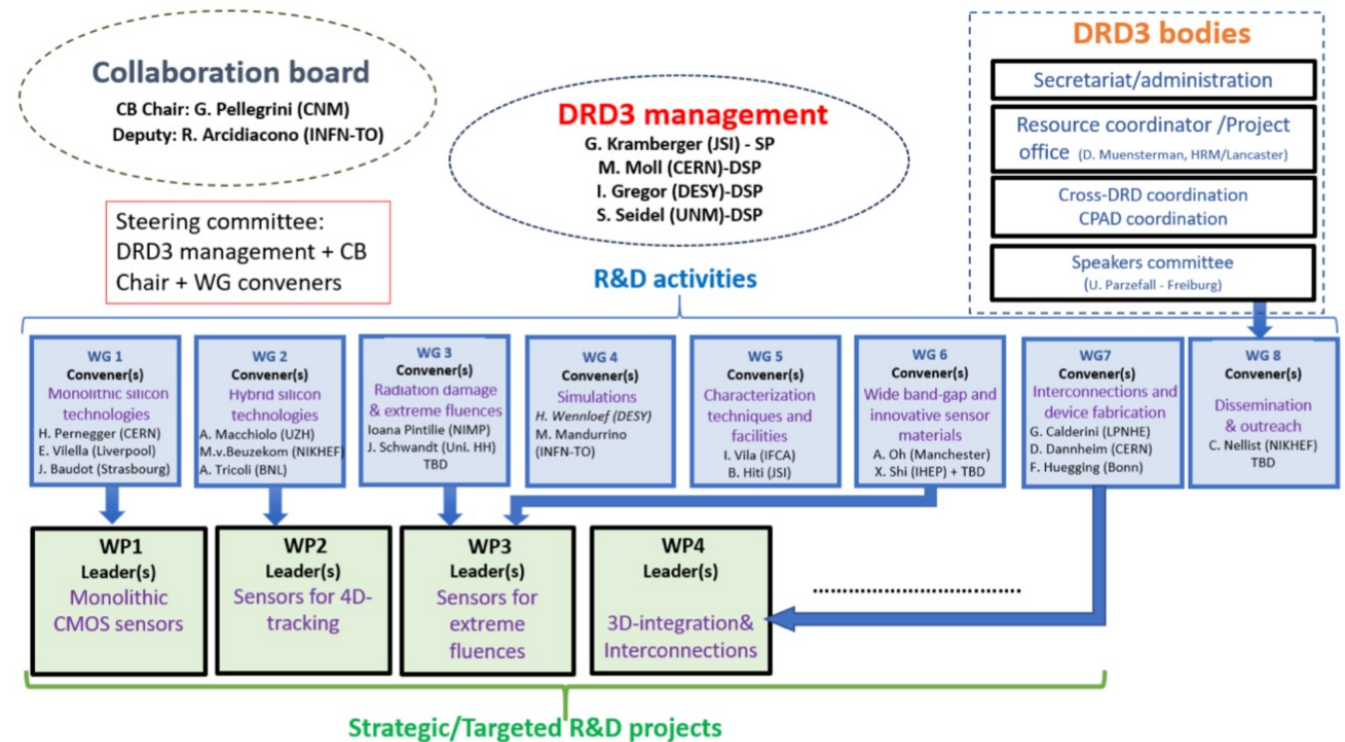 Collaboration board
CB Chair: G. Pellegrini (CNM)
Deputy: R. Arcidiacono (INFN-TO)
Steering committee:
DRD3 management + CB
Chair + WG conveners
DRD3 management
G. Kramberger (JSI) - SP
M. Moll (CERN)-DSP
I. Gregor (DESY)-DSP
S. Seidel (UNM)-DSP
DRD3 bodies
Secretariat/administration
Resource coordinator /Project
office (D. Muensterman, HRM/Lancaster)
Cross-DRD coordination
CPAD coordination
Speakers committee
(U. Parzefall - Freiburg)
R&D activities
WG 1
Convener(s)
Monolithic silicon
technologies
H. Pernegger (CERN)
E. Vilella (Liverpool)
J. Baudot (Strasbourg)
WG 2
Convener(s)
Hybrid silicon
technologies
A. Macchiolo (UZH)
M.v.Beuzekom (NIKHEF)
A. Tricoli (BNL)
WG 3
Convener(s)
Radiation damage
& extreme fluences
Ioana Pintilie (NIMP)
J. Schwandt (Uni. HH)
TBD
WG 4
Convener(s)
Simulations
H. Wennloef (DESY)
M. Mandurrino
(INFN-TO)
WG 5
Convener(s)
Characterization
techniques and
facilities
I. Vila (IFCA)
B. Hiti (JSI)
WG 6
Convener(s)
Wide band-gap and
innovative sensor
materials
A. Oh (Manchester)
X. Shi (IHEP) + TBD
WG7
Convener(s)
Interconnections and
device fabrication
G. Calderini (LPNHE)
D. Dannheim (CERN)
F. Huegging (Bonn)
WG 8
Convener(s)
Dissemination
& outreach
C. Nellist (NIKHEF)
TBD
WP1
Leader(s)
Monolithic
CMOS sensors
WP2
Leader(s)
Sensors for 4D-
tracking
WP3
Leader(s)
Sensors for
extreme
fluences
WP4
Leader(s)
3D-integration&
Interconnections
Strategic/Targeted R&D projects